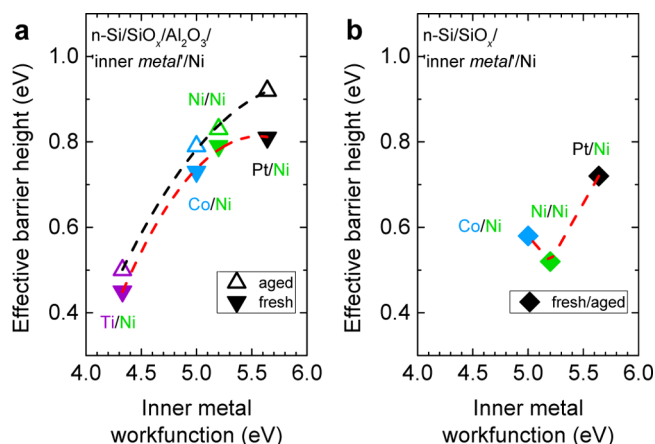 a
n-Si/SiOₓ/Al₂O₃/
'inner metal'/Ni
Effective barrier height (eV)
1.0
0.8
0.6
0.4
Ni/Ni
Pt/Ni
Co/Ni
Ti/Ni
aged
fresh
4.0 4.5 5.0 5.5 6.0
Inner metal
workfunction (eV)
b
n-Si/SiOₓ/
'inner metal'/Ni
Effective barrier height (eV)
1.0
0.8
0.6
0.4
Pt/Ni
Co/Ni
Ni/Ni
fresh/aged
4.0 4.5 5.0 5.5 6.0
Inner metal
workfunction (eV)